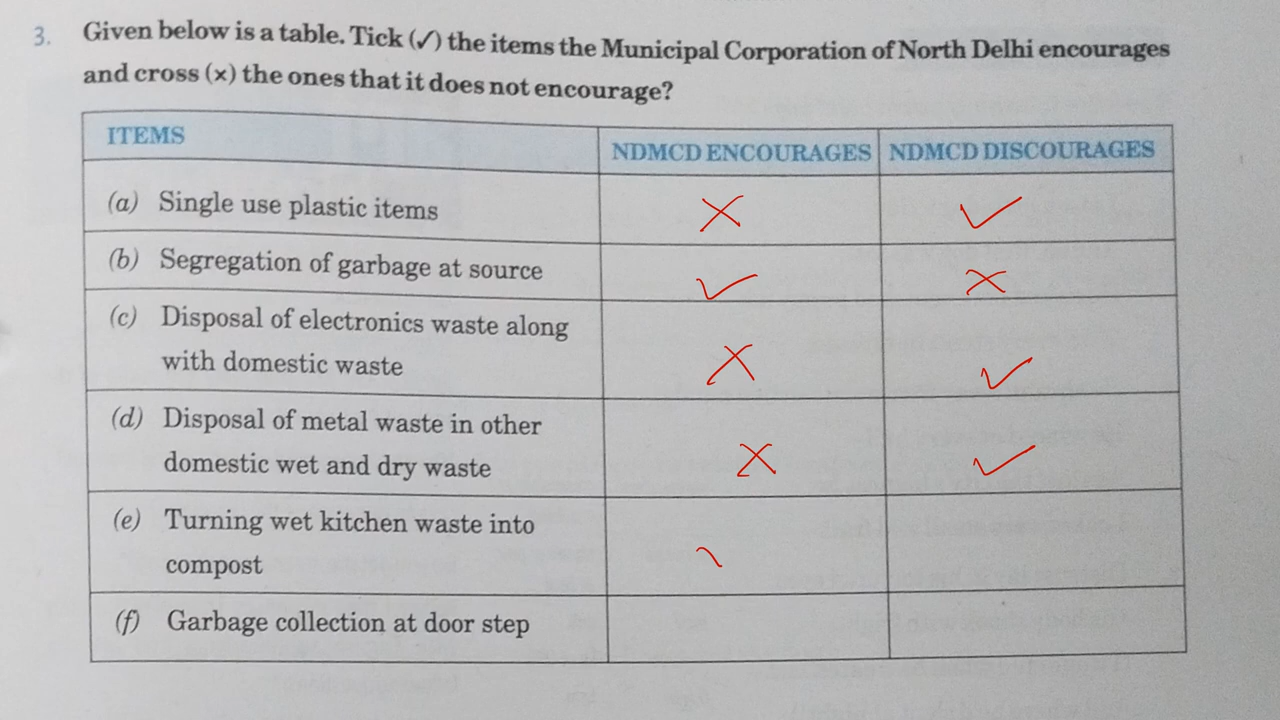 3. Given below is a table. Tick (✓) the items the Municipal Corporation of North Delhi encourages
and cross (×) the ones that it does not encourage?
ITEMS NDMCD ENCOURAGES NDMCD DISCOURAGES
(a) Single use plastic items ✗ ✓
(b) Segregation of garbage at source ✓ ✗
(c) Disposal of electronics waste along
with domestic waste ✗ ✓
(d) Disposal of metal waste in other
domestic wet and dry waste ✗ ✓
(e) Turning wet kitchen waste into
compost
(f) Garbage collection at door step